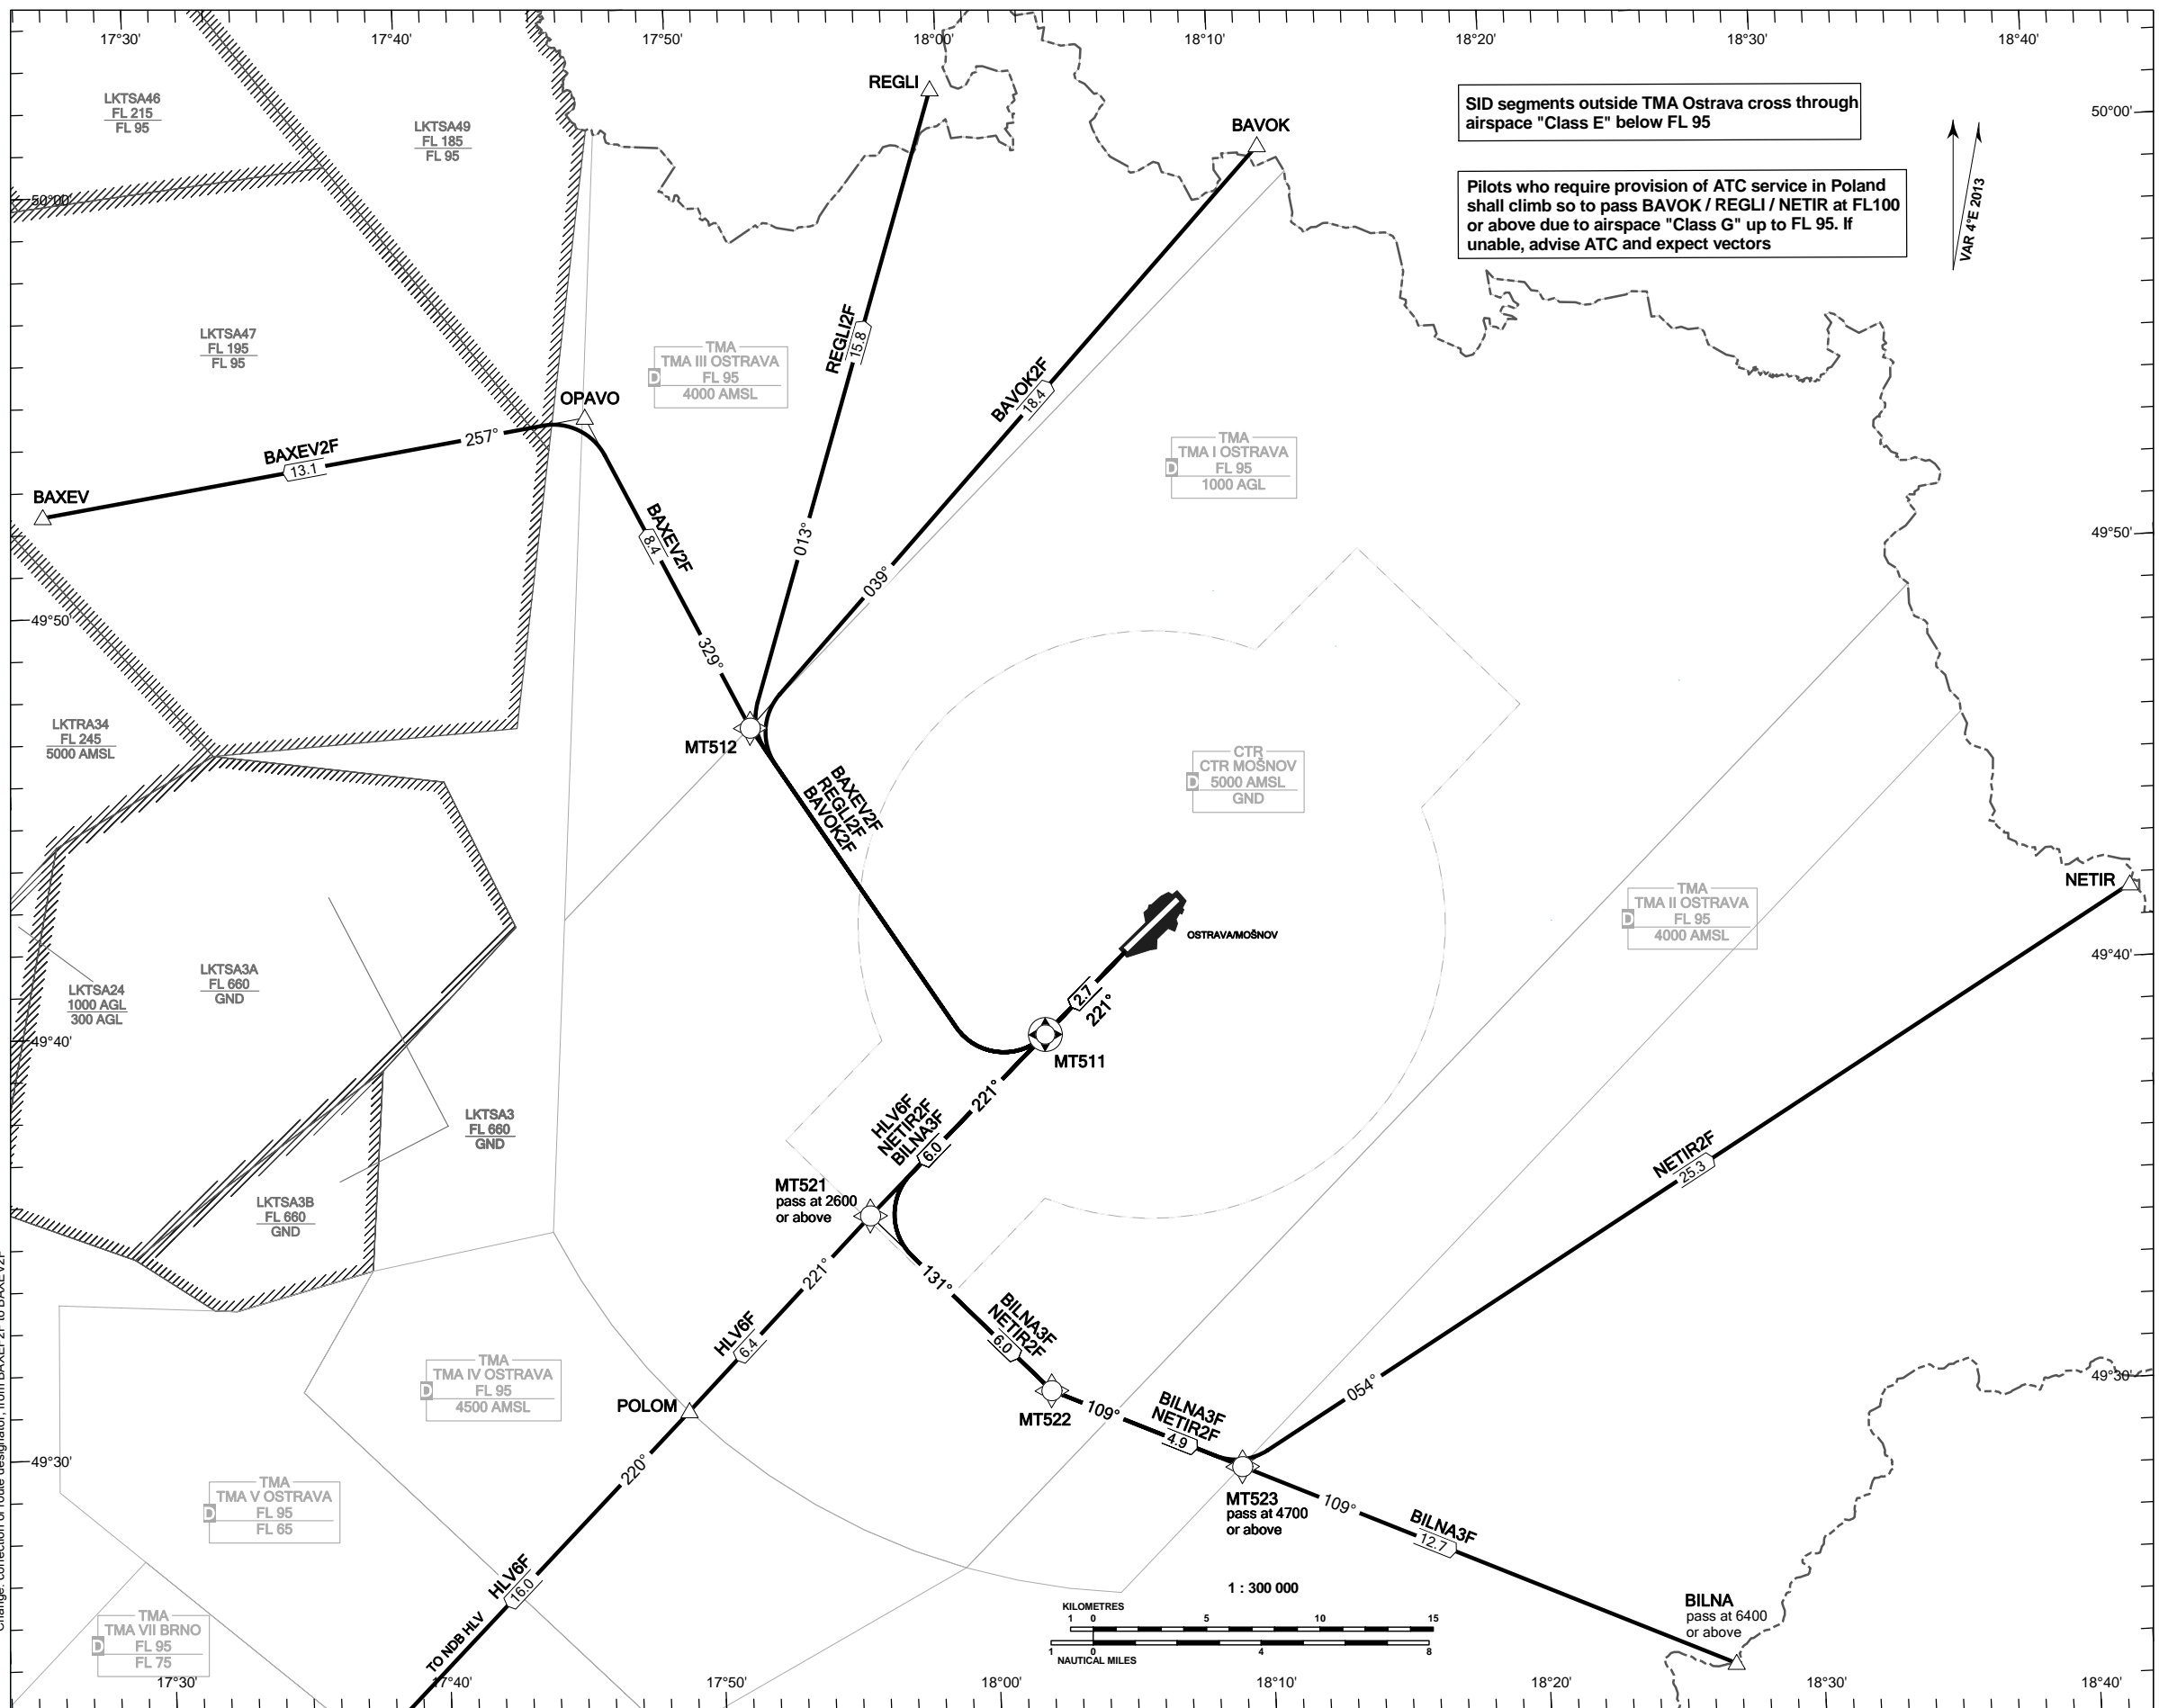 17°30'
17°40'
17°50'
18°00'
18°10'
18°20'
18°30'
18°40'
REGLI
LKTSA46
FL 215
FL 95
LKTSA49
FL 185
FL 95
SID segments outside TMA Ostrava cross through
airspace "Class E" below FL 95
50°00'
BAVOK
Pilots who require provision of ATC service in Poland
shall climb so to pass BAVOK / REGLI / NETIR at FL100
or above due to airspace "Class G" up to FL 95. If
unable, advise ATC and expect vectors
VAR 4°E 2013
50°00'
LKTSA47
FL 195
FL 95
TMA
TMA III OSTRAVA
D
FL 95
4000 AMSL
REGLI2F
15.8
BAVOK2F
18.4
OPAVO
BAXEV2F
13.1
257°
BAXEV
TMA
TMA I OSTRAVA
D
FL 95
1000 AGL
BAXEV2F
8.4
013°
039°
49°50'
49°50'
329°
LKTRA34
FL 245
5000 AMSL
MT512
BAXEV2F
REGLI2F
BAVOK2F
CTR
CTR MOŠNOV
D
5000 AMSL
GND
NETIR
TMA
TMA II OSTRAVA
D
FL 95
4000 AMSL
OSTRAVA/MOŠNOV
49°40'
LKTSA3A
FL 660
GND
LKTSA24
1000 AGL
300 AGL
2.7
221°
49°40'
MT511
221°
LKTSA3
FL 660
GND
HLV6F
NETIR2F
BILNA3F
6.0
NETIR2F
25.3
MT521
pass at 2600
or above
LKTSA3B
FL 660
GND
221°
131°
HLV6F
6.4
BILNA3F
NETIR2F
6.0
TMA
TMA IV OSTRAVA
D
FL 95
4500 AMSL
POLOM
MT522
109°
BILNA3F
NETIR2F
4.9
054°
49°30'
49°30'
220°
TMA
TMA V OSTRAVA
D
FL 95
FL 65
MT523
pass at 4700
or above
109°
BILNA3F
12.7
HLV6F
16.0
TO NDB HLV
1 : 300 000
KILOMETRES
1 0 5 10 15
1 0 4 8
NAUTICAL MILES
BILNA
pass at 6400
or above
TMA
TMA VII BRNO
D
FL 95
FL 75
17°30'
17°40'
17°50'
18°00'
18°10'
18°20'
18°30'
18°40'